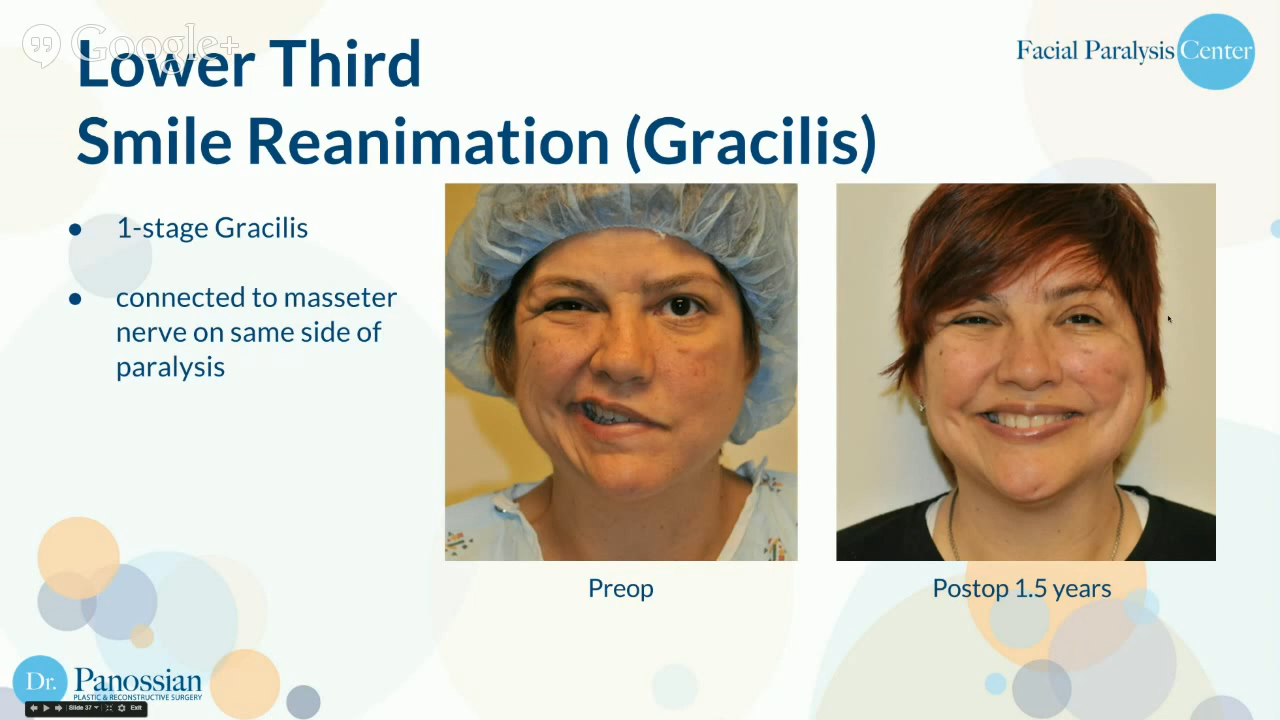 Google+
Facial Paralysis Center
Lower Third
Smile Reanimation (Gracilis)
● 1-stage Gracilis
● connected to masseter
nerve on same side of
paralysis
Preop
Postop 1.5 years
Dr. Panossian
PLASTIC & RECONSTRUCTIVE SURGERY
Slide 37
Exit